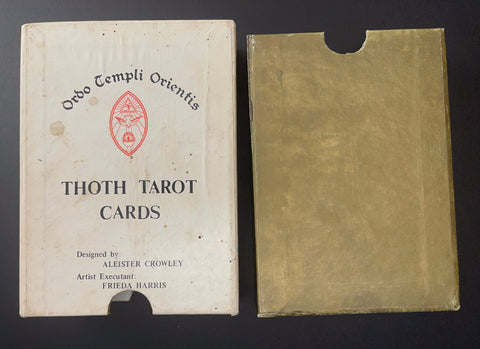 Ordo Templi Orientis
THOTH TAROT
CARDS
Designed by:
ALEISTER CROWLEY
Artist Executant:
FRIEDA HARRIS